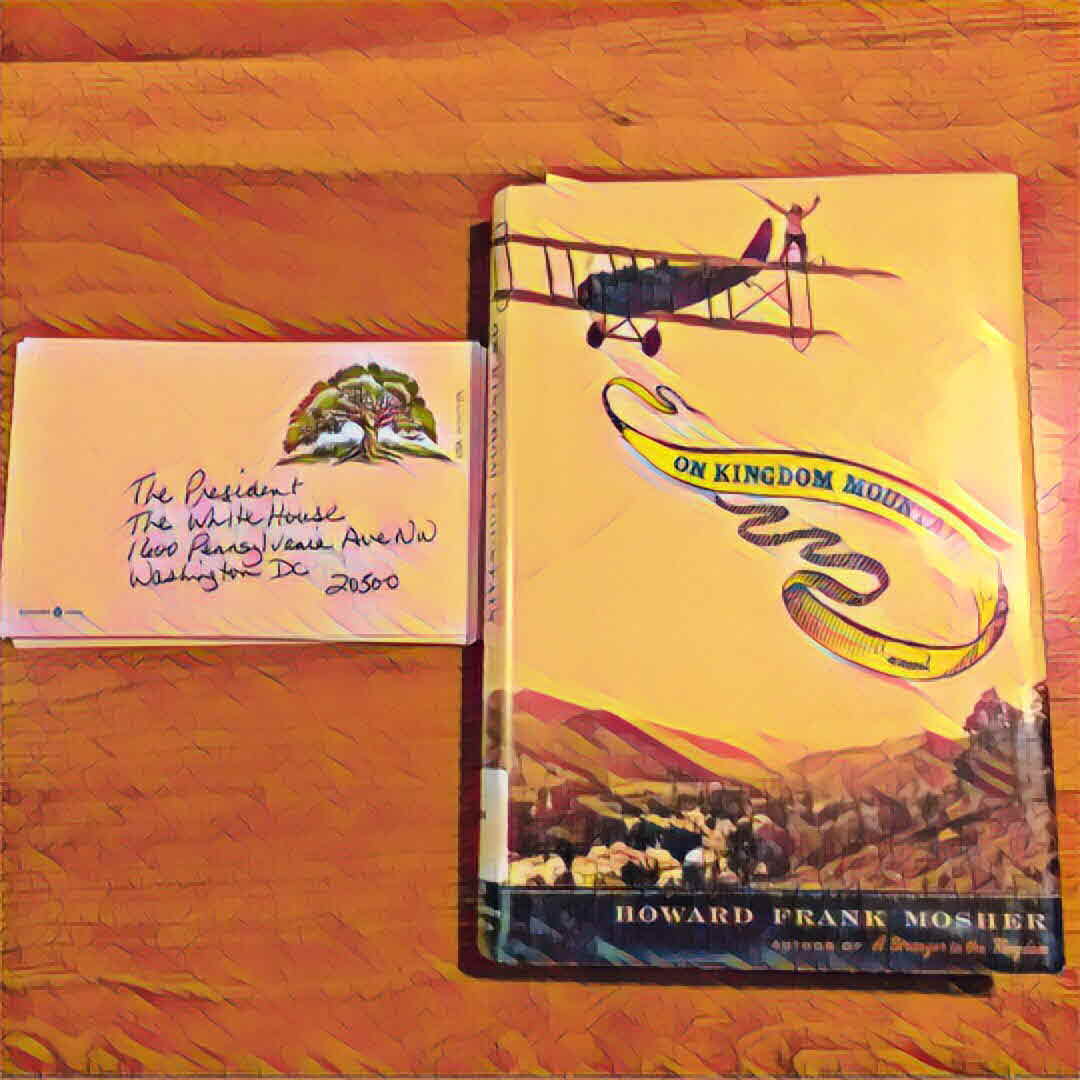 The President
The White House
1600 Pennsylvania Ave NW
Washington DC 20500
ON KINGDOM MOUNTAIN
HOWARD FRANK MOSHER
AUTHOR OF A Stranger in the Kingdom